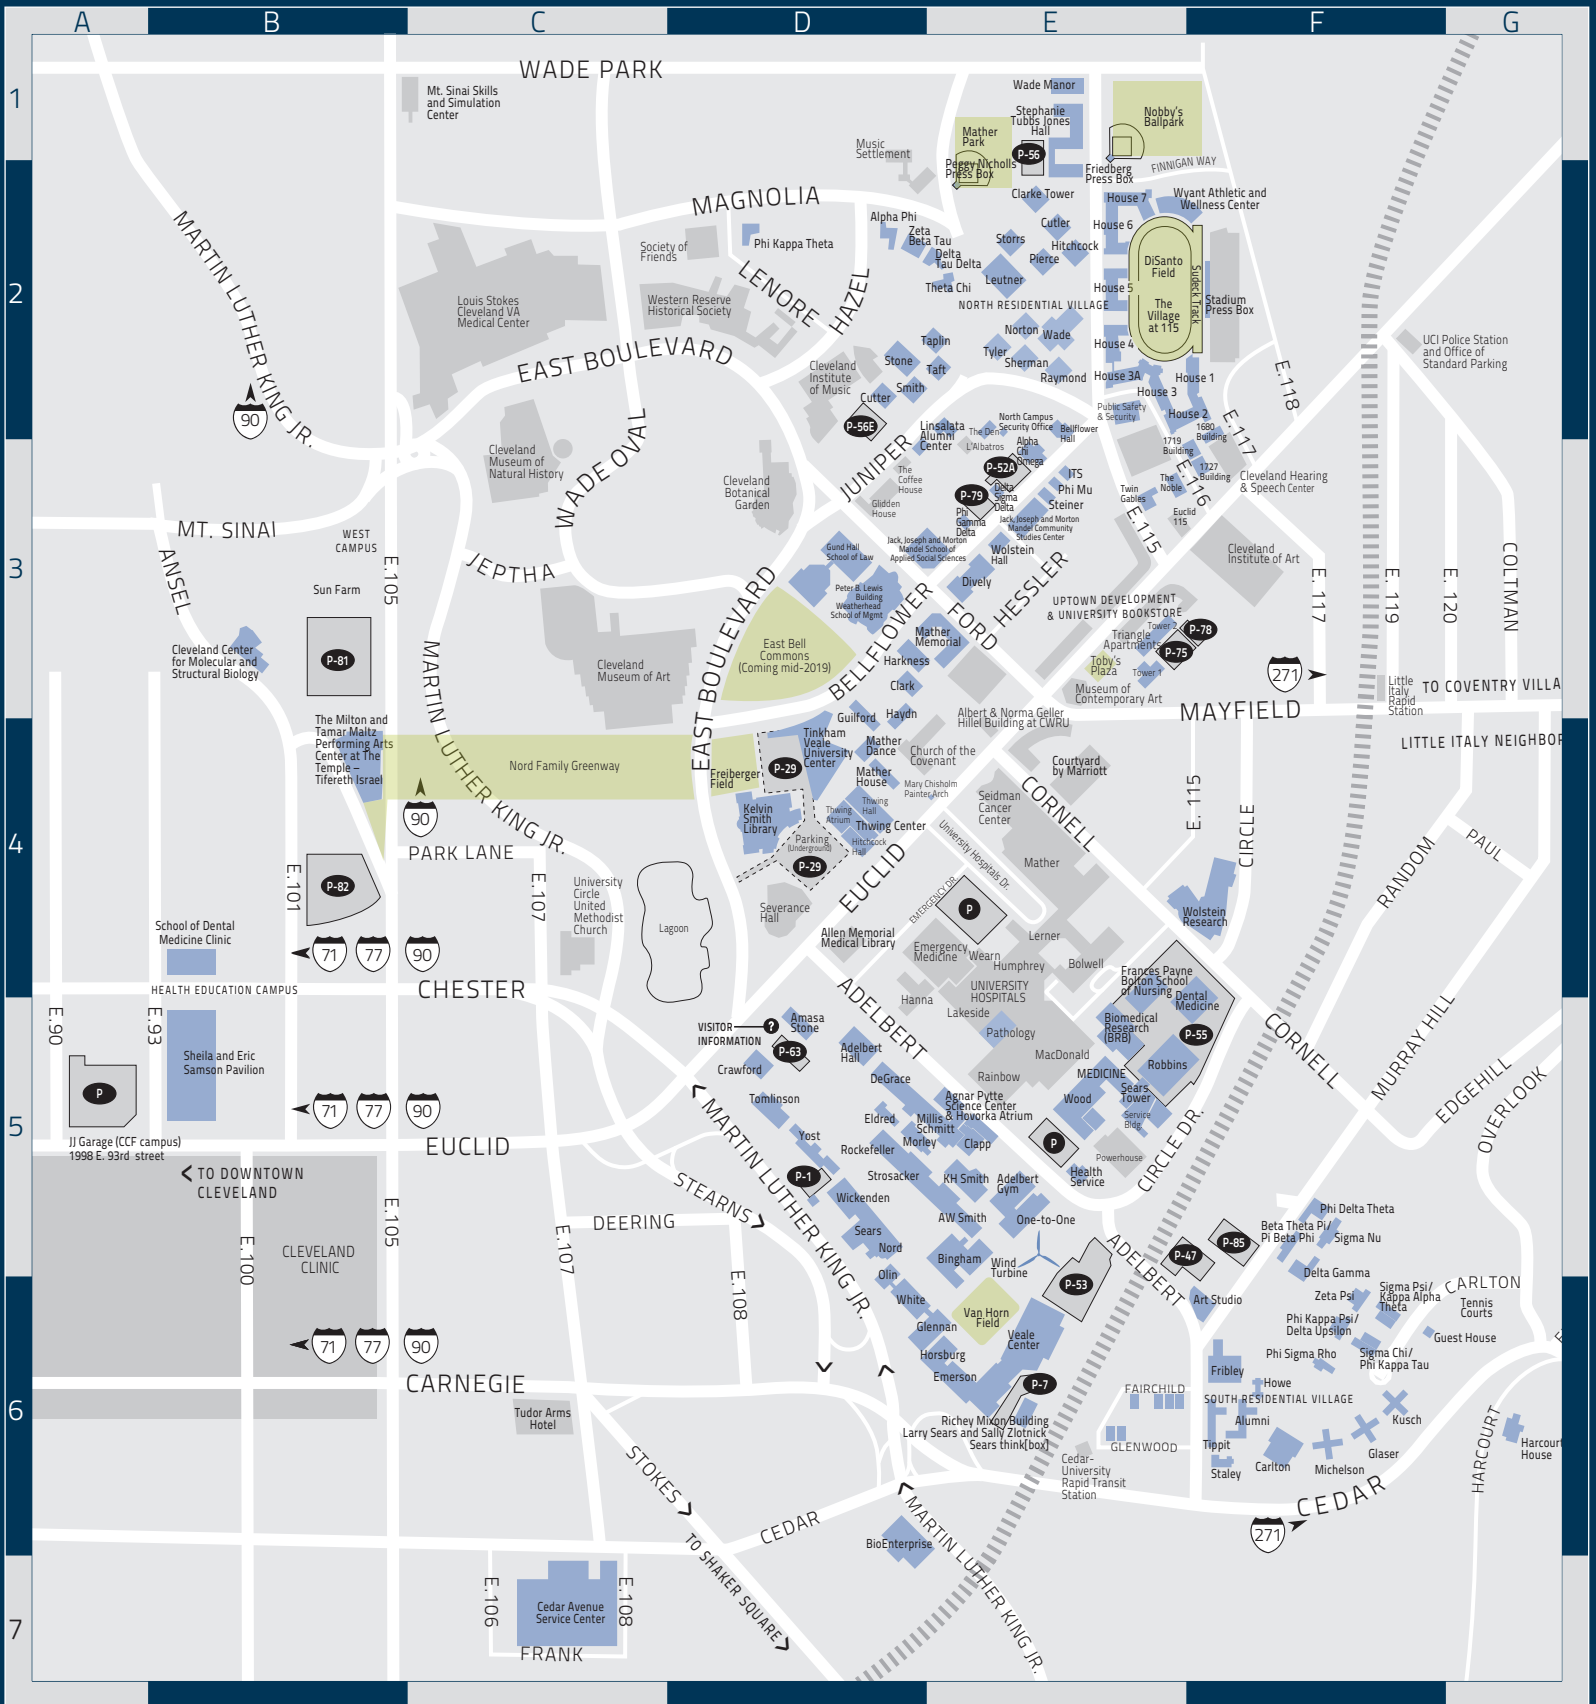 A
B
C
D
E
F
G
1
2
3
4
5
6
7
WADE PARK
Mt. Sinai Skills
and Simulation
Center
Wade Manor
Stephanie
Tubbs Jones
Hall
Nobby's
Ballpark
Mather
Park
Peggy Nicholls
Press Box
P-56
Music
Settlement
Friedberg
Press Box
FINNIGAN WAY
MAGNOLIA
Clarke Tower
House 7
Wyant Athletic and
Wellness Center
MARTIN LUTHER KING JR.
Alpha Phi
Phi Kappa Theta
Zeta
Beta Tau
Delta
Tau Delta
Theta Chi
Cutler
Storrs
Hitchcock
Pierce
Leutner
House 6
DiSanto
Field
Sudeck Track
The
Village
at 115
House 5
Stadium
Press Box
Society of
Friends
LENORE
HAZEL
NORTH RESIDENTIAL VILLAGE
Louis Stokes
Cleveland VA
Medical Center
Western Reserve
Historical Society
Norton
Wade
Taplin
Tyler
Sherman
Stone
Taft
Raymond
Smith
Cutter
House 4
House 3A
House 1
House 3
House 2
UCI Police Station
and Office of
Standard Parking
EAST BOULEVARD
Cleveland
Institute
of Music
90
P-56E
E.118
Public Safety
& Security
North Campus
Security Office
The Den
L'Albatros
Linsalata
Alumni
Center
Bellflower
Hall
Alpha
Chi
Omega
1680
Building
1719
Building
1727
Building
E.117
Cleveland
Museum of
Natural History
WADE OVAL
JUNIPER
P-52A
P-79
The
Coffee
House
Glidden
House
ITS
Phi Mu
Steiner
Delta
Sigma
Delta
Phi
Gamma
Delta
Twin
Gables
The
Noble
E.116
Euclid
115
Cleveland Hearing
& Speech Center
Cleveland
Botanical
Garden
MT. SINAI
WEST
CAMPUS
Jack, Joseph and Morton
Mandel Community
Studies Center
Jack, Joseph and Morton
Mandel School of
Applied Social Sciences
Wolstein
Hall
E.115
Cleveland
Institute of Art
ANSEL
E.105
JEPTHA
Gund Hall
School of Law
Peter B. Lewis
Building
Weatherhead
School of Mgmt
Dively
HESSLER
FORD
E. 117
E. 119
E. 120
COLTMAN
Sun Farm
P-81
UPTOWN DEVELOPMENT
& UNIVERSITY BOOKSTORE
Tower 2
P-78
Triangle
Apartments
P-75
Toby's
Plaza
Tower 1
Museum of
Contemporary Art
271
Cleveland Center
for Molecular and
Structural Biology
MARTIN LUTHER KING JR.
Cleveland
Museum of Art
EAST BOULEVARD
East Bell
Commons
(Coming mid-2019)
BELLFLOWER
Mather
Memorial
Harkness
Clark
Haydn
Guilford
Little
Italy
Rapid
Station
TO COVENTRY VILLA
MAYFIELD
LITTLE ITALY NEIGHBOR
Albert & Norma Geller
Hillel Building at CWRU
The Milton and
Tamar Maltz
Performing Arts
Center at The
Temple –
Tifereth Israel
Nord Family Greenway
Freiberger
Field
P-29
Tinkham
Veale
University
Center
Mather
Dance
Mather
House
Church of the
Covenant
Courtyard
by Marriott
Mary Chisholm
Painter Arch
Seidman
Cancer
Center
CORNELL
E. 115
CIRCLE
90
Kelvin
Smith
Library
Thwing
Atrium
Thwing
Hall
Thwing Center
Hitchcock
Hall
Parking
(Underground)
P-29
EUCLID
University Hospitals Dr.
Mather
RANDOM
PAUL
PARK LANE
E.101
P-82
E.107
University
Circle
United
Methodist
Church
Lagoon
Severance
Hall
EMERGENCY DR.
P
Wolstein
Research
School of Dental
Medicine Clinic
71
77
90
Allen Memorial
Medical Library
Emergency
Medicine
Wearn
Humphrey
Lerner
Bolwell
Frances Payne
Bolton School
of Nursing
Dental
Medicine
HEALTH EDUCATION CAMPUS
CHESTER
UNIVERSITY
HOSPITALS
Hanna
Lakeside
Pathology
ADELBERT
Biomedical
Research
(BRB)
P-55
CORNELL
MURRAY HILL
EDGEHILL
OVERLOOK
E.90
E.93
VISITOR
INFORMATION
?
Amasa
Stone
P-63
Crawford
Adelbert
Hall
DeGrace
MacDonald
Rainbow
MEDICINE
Robbins
Sheila and Eric
Samson Pavilion
P
71
77
90
Tomlinson
Agnar Pytte
Science Center
& Hovorka Atrium
Wood
Sears
Tower
Service
Bldg.
JJ Garage (CCF campus)
1998 E. 93rd street
EUCLID
Eldred
Millis
Schmitt
Morley
Clapp
P
Yost
Rockefeller
Powerhouse
CIRCLE DR.
TO DOWNTOWN
CLEVELAND
MARTIN LUTHER KING JR.
P-1
Strosacker
KH Smith
Adelbert
Gym
Health
Service
STEARNS
DEERING
Wickenden
AW Smith
One-to-One
Phi Delta Theta
Beta Theta Pi/
Pi Beta Phi
Sigma Nu
E.105
E.100
CLEVELAND
CLINIC
E.107
Sears
Nord
Bingham
Wind
Turbine
ADELBERT
P-47
P-85
Delta Gamma
Olin
P-53
CARLTON
E.108
White
Van Horn
Field
Art Studio
Zeta Psi
Sigma Psi/
Kappa Alpha
Theta
Tennis
Courts
71
77
90
Glennan
Veale
Center
Phi Kappa Psi/
Delta Upsilon
Guest House
Horsburg
Phi Sigma Rho
Sigma Chi/
Phi Kappa Tau
Emerson
P-7
Fribley
Howe
CARNEGIE
FAIRCHILD
SOUTH RESIDENTIAL VILLAGE
Tudor Arms
Hotel
Richey Mixon Building
Larry Sears and Sally Zlotnick
Sears think[box]
Alumni
Kusch
HARCOURT
Harcourt
House
STOKES
Cedar-
University
Rapid Transit
Station
GLENWOOD
Tippit
Staley
Carlton
Michelson
Glaser
CEDAR
CEDAR
271
BioEnterprise
MARTIN LUTHER KING JR.
TO SHAKER SQUARE
E.106
E.108
Cedar Avenue
Service Center
FRANK